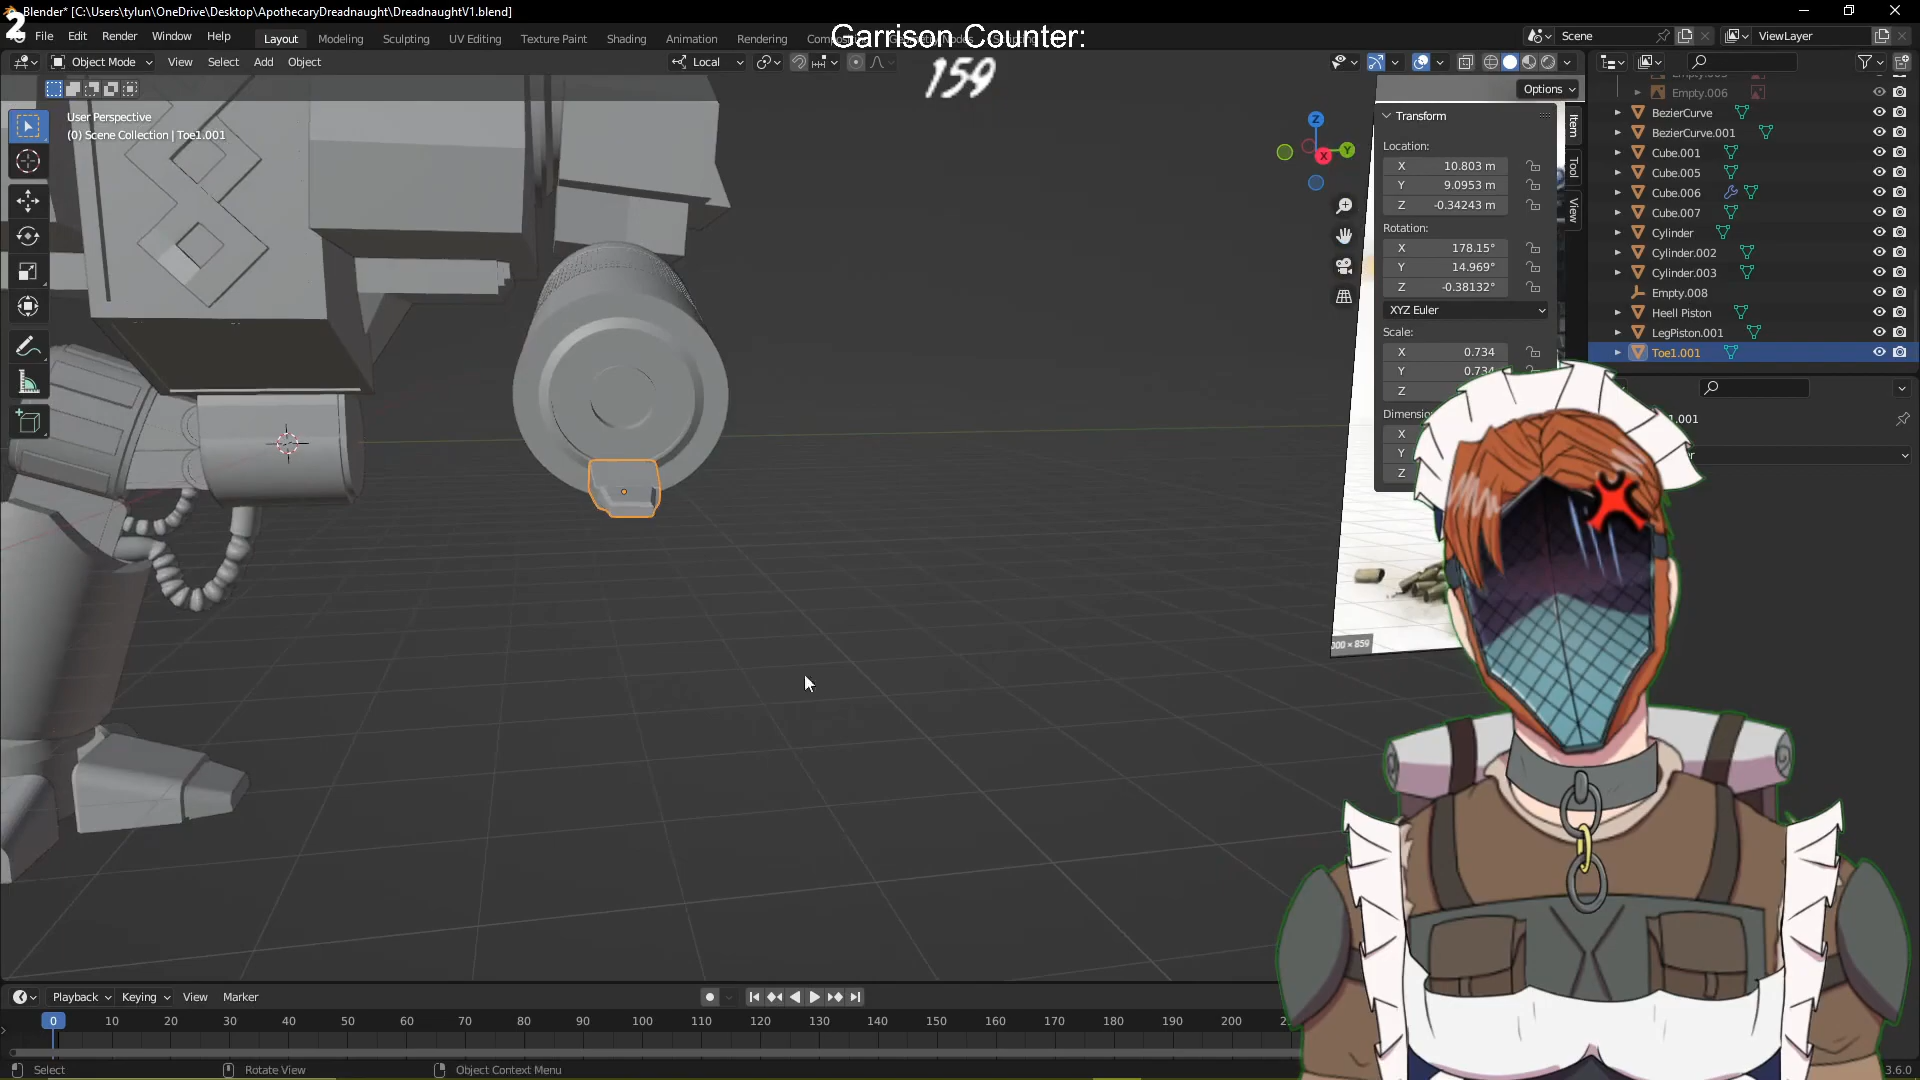 Blender* [C:\Users\tylun\OneDrive\Desktop\ApothecaryDreadnaught\DreadnaughtV1.blend]
2
File Edit Render Window Help
Layout Modeling Sculpting UV Editing Texture Paint Shading Animation Rendering
Garrison Counter:
159
Scene
ViewLayer
Object Mode
View Select Add Object
Local
Options
User Perspective
(0) Scene Collection | Toe1.001
Z
Y
X
Transform
Location:
X 10.803 m
Y 9.0953 m
Z -0.34243 m
Rotation:
X 178.15°
Y 14.969°
Z -0.38132°
XYZ Euler
Scale:
X 0.734
Y 0.734
Z
X
Y
Z
Item
Tool
View
Empty.006
BezierCurve
BezierCurve.001
Cube.001
Cube.005
Cube.006
Cube.007
Cylinder
Cylinder.002
Cylinder.003
Empty.008
Heell Piston
LegPiston.001
Toe1.001
Playback Keying View Marker
0 10 20 30 40 50 60 70 80 90 100 110 120 130 140 150 160 170 180 190 200 210 220
Select
Rotate View
Object Context Menu
3.6.0